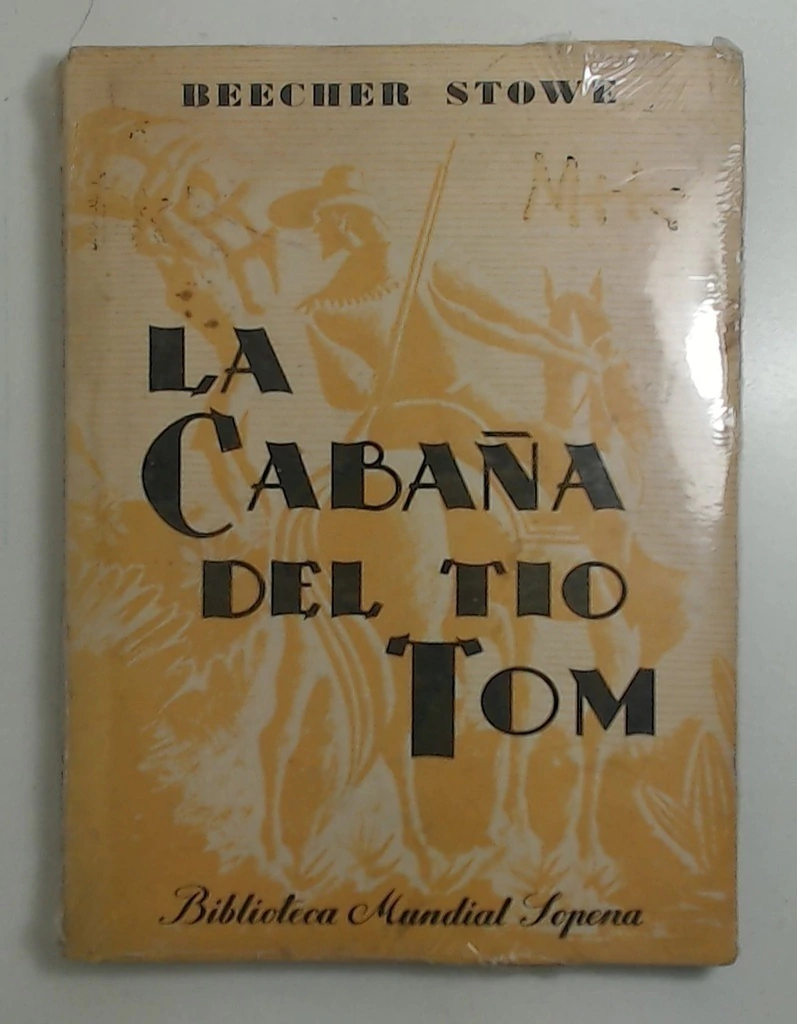 BEECHER STOWE
LA
CABAÑA
DEL TIO
TOM
Biblioteca Mundial Sopena